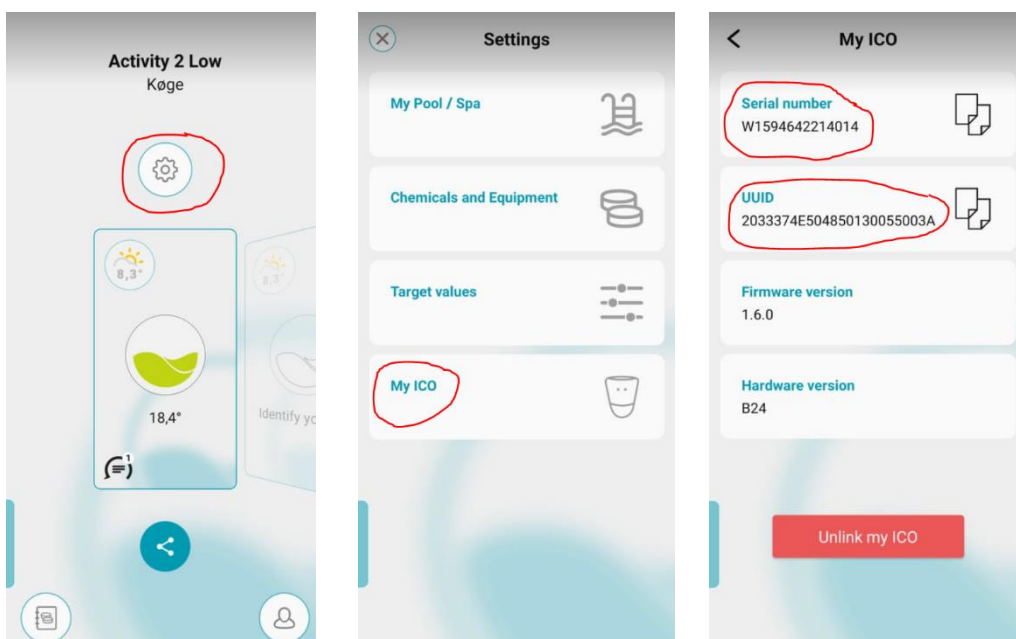 Activity 2 Low
Køge
8,3°
18,4°
1
8,3°
Identify yo
Settings
My Pool / Spa
Chemicals and Equipment
Target values
My ICO
My ICO
Serial number
W1594642214014
UUID
2033374E504850130055003A
Firmware version
1.6.0
Hardware version
B24
Unlink my ICO